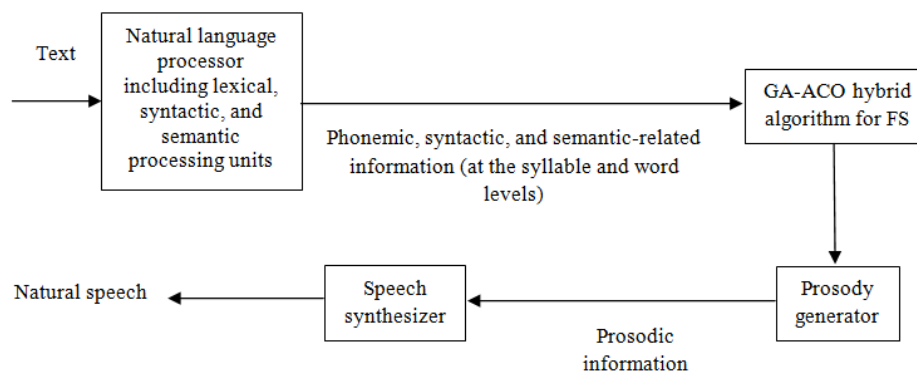 Text
Natural language
processor
including lexical,
syntactic, and
semantic
processing units
Phonemic, syntactic, and semantic-related
information (at the syllable and word
levels)
GA-ACO hybrid
algorithm for FS
Prosody
generator
Prosodic
information
Speech
synthesizer
Natural speech